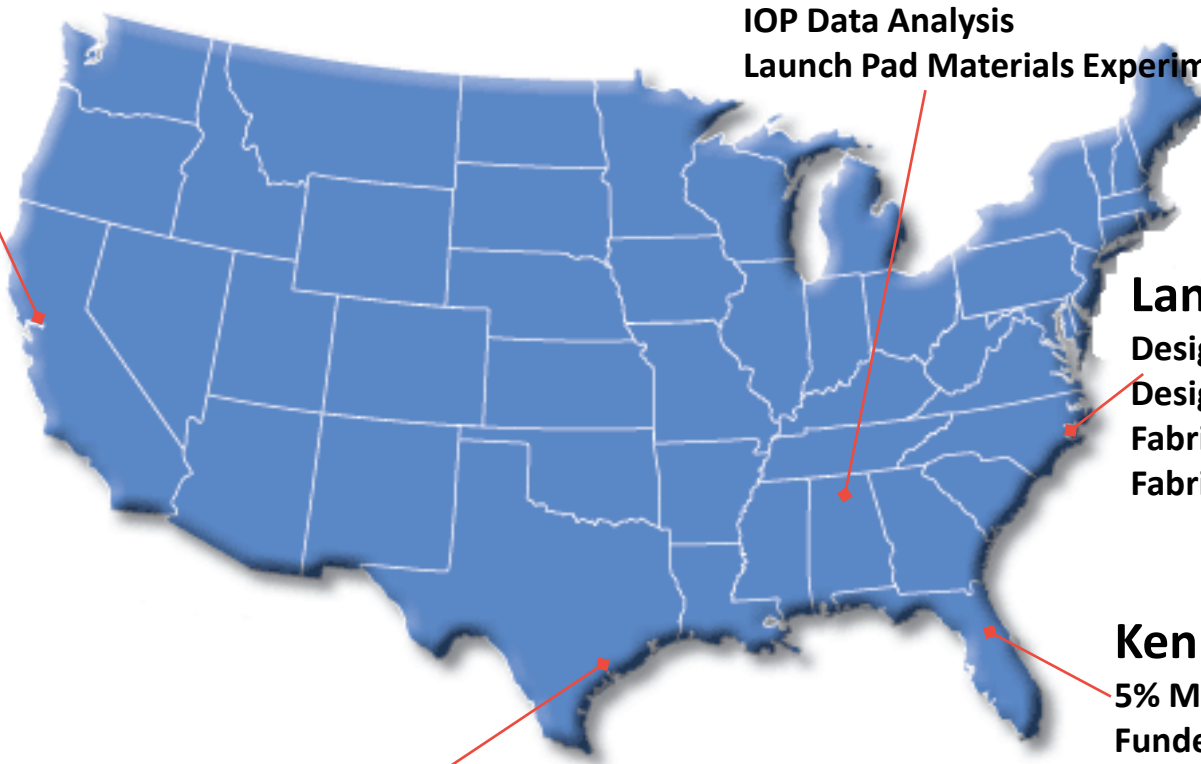 IOP Data Analysis
Launch Pad Materials Experim
Lan
Desig
Desig
Fabri
Fabri
Ken
5% M
Funde